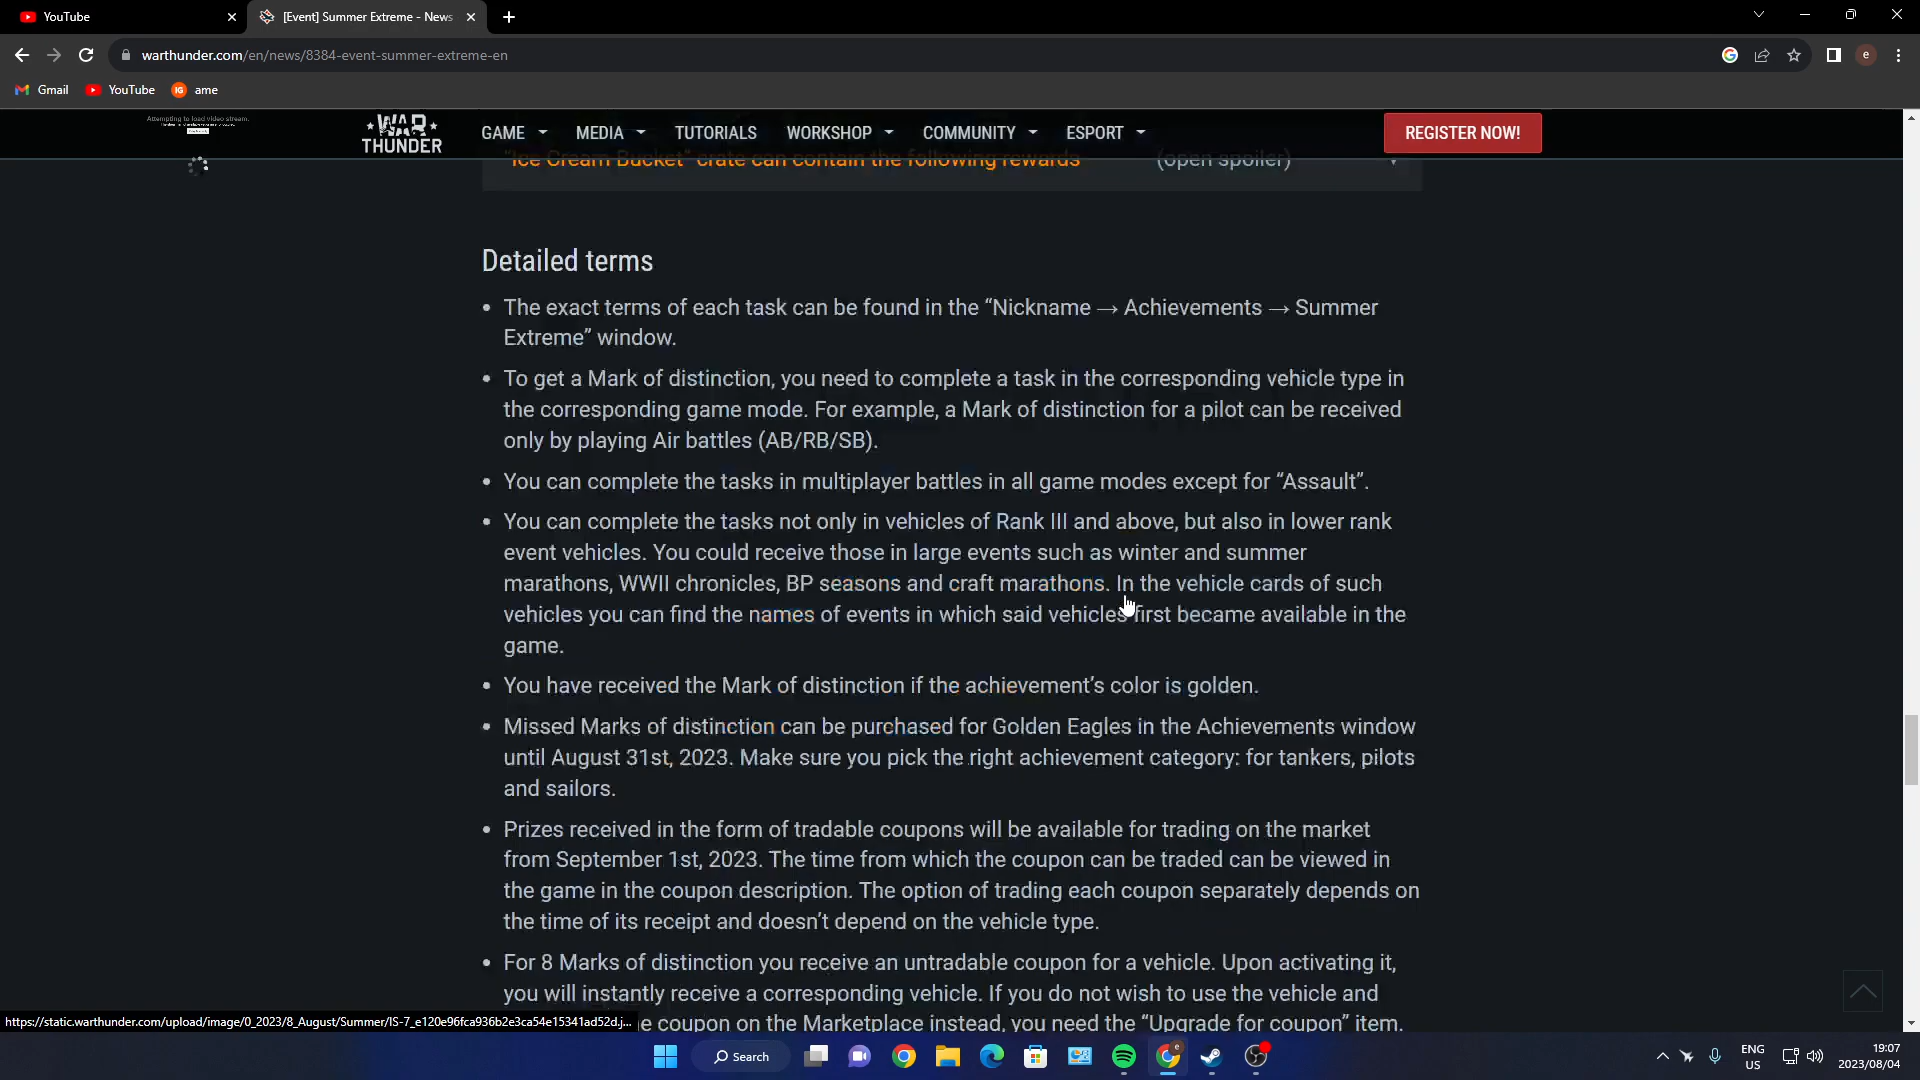 YouTube
[Event] Summer Extreme - News
warthunder.com/en/news/8384-event-summer-extreme-en
e
Gmail
YouTube
IG
ame
Attempting to load video stream.
WAR
THUNDER
GAME
MEDIA
TUTORIALS
WORKSHOP
COMMUNITY
ESPORT
REGISTER NOW!
"Ice Cream Bucket" crate can contain the following rewards (open spoiler)
Detailed terms
• The exact terms of each task can be found in the “Nickname → Achievements → Summer
Extreme” window.
• To get a Mark of distinction, you need to complete a task in the corresponding vehicle type in
the corresponding game mode. For example, a Mark of distinction for a pilot can be received
only by playing Air battles (AB/RB/SB).
• You can complete the tasks in multiplayer battles in all game modes except for “Assault”.
• You can complete the tasks not only in vehicles of Rank III and above, but also in lower rank
event vehicles. You could receive those in large events such as winter and summer
marathons, WWII chronicles, BP seasons and craft marathons. In the vehicle cards of such
vehicles you can find the names of events in which said vehicles first became available in the
game.
• You have received the Mark of distinction if the achievement’s color is golden.
• Missed Marks of distinction can be purchased for Golden Eagles in the Achievements window
until August 31st, 2023. Make sure you pick the right achievement category: for tankers, pilots
and sailors.
• Prizes received in the form of tradable coupons will be available for trading on the market
from September 1st, 2023. The time from which the coupon can be traded can be viewed in
the game in the coupon description. The option of trading each coupon separately depends on
the time of its receipt and doesn’t depend on the vehicle type.
• For 8 Marks of distinction you receive an untradable coupon for a vehicle. Upon activating it,
you will instantly receive a corresponding vehicle. If you do not wish to use the vehicle and
e coupon on the Marketplace instead, you need the “Upgrade for coupon” item.
https://static.warthunder.com/upload/image/0_2023/8_August/Summer/IS-7_e120e96fca936b2e3ca54e15341ad52d.j...
Search
e
ENG
US
19:07
2023/08/04